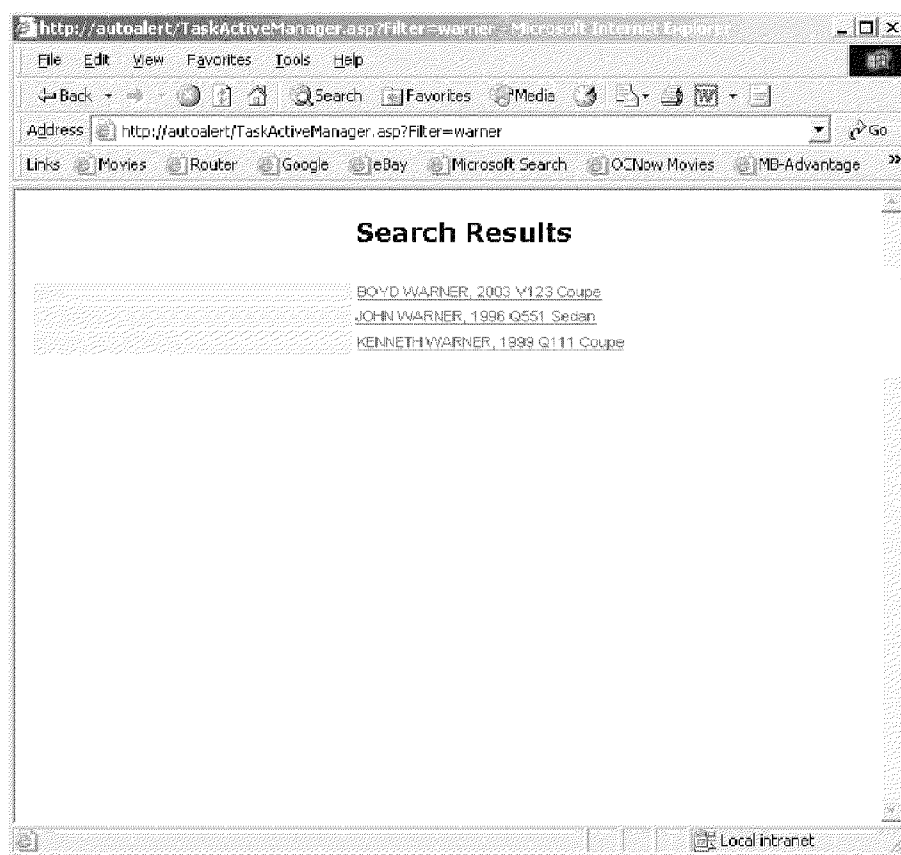 http://autoalert/TaskActiveManager.asp?Filter=warner - Microsoft Internet Explorer
File Edit View Favorites Tools Help
Back Search Favorites Media
Address http://autoalert/TaskActiveManager.asp?Filter=warner Go
Links Movies Router Google eBay Microsoft Search OCNow Movies MB-Advantage »
Search Results
BOYD WARNER, 2003 V123 Coupe
JOHN WARNER, 1996 Q551 Sedan
KENNETH WARNER, 1999 Q111 Coupe
Local intranet